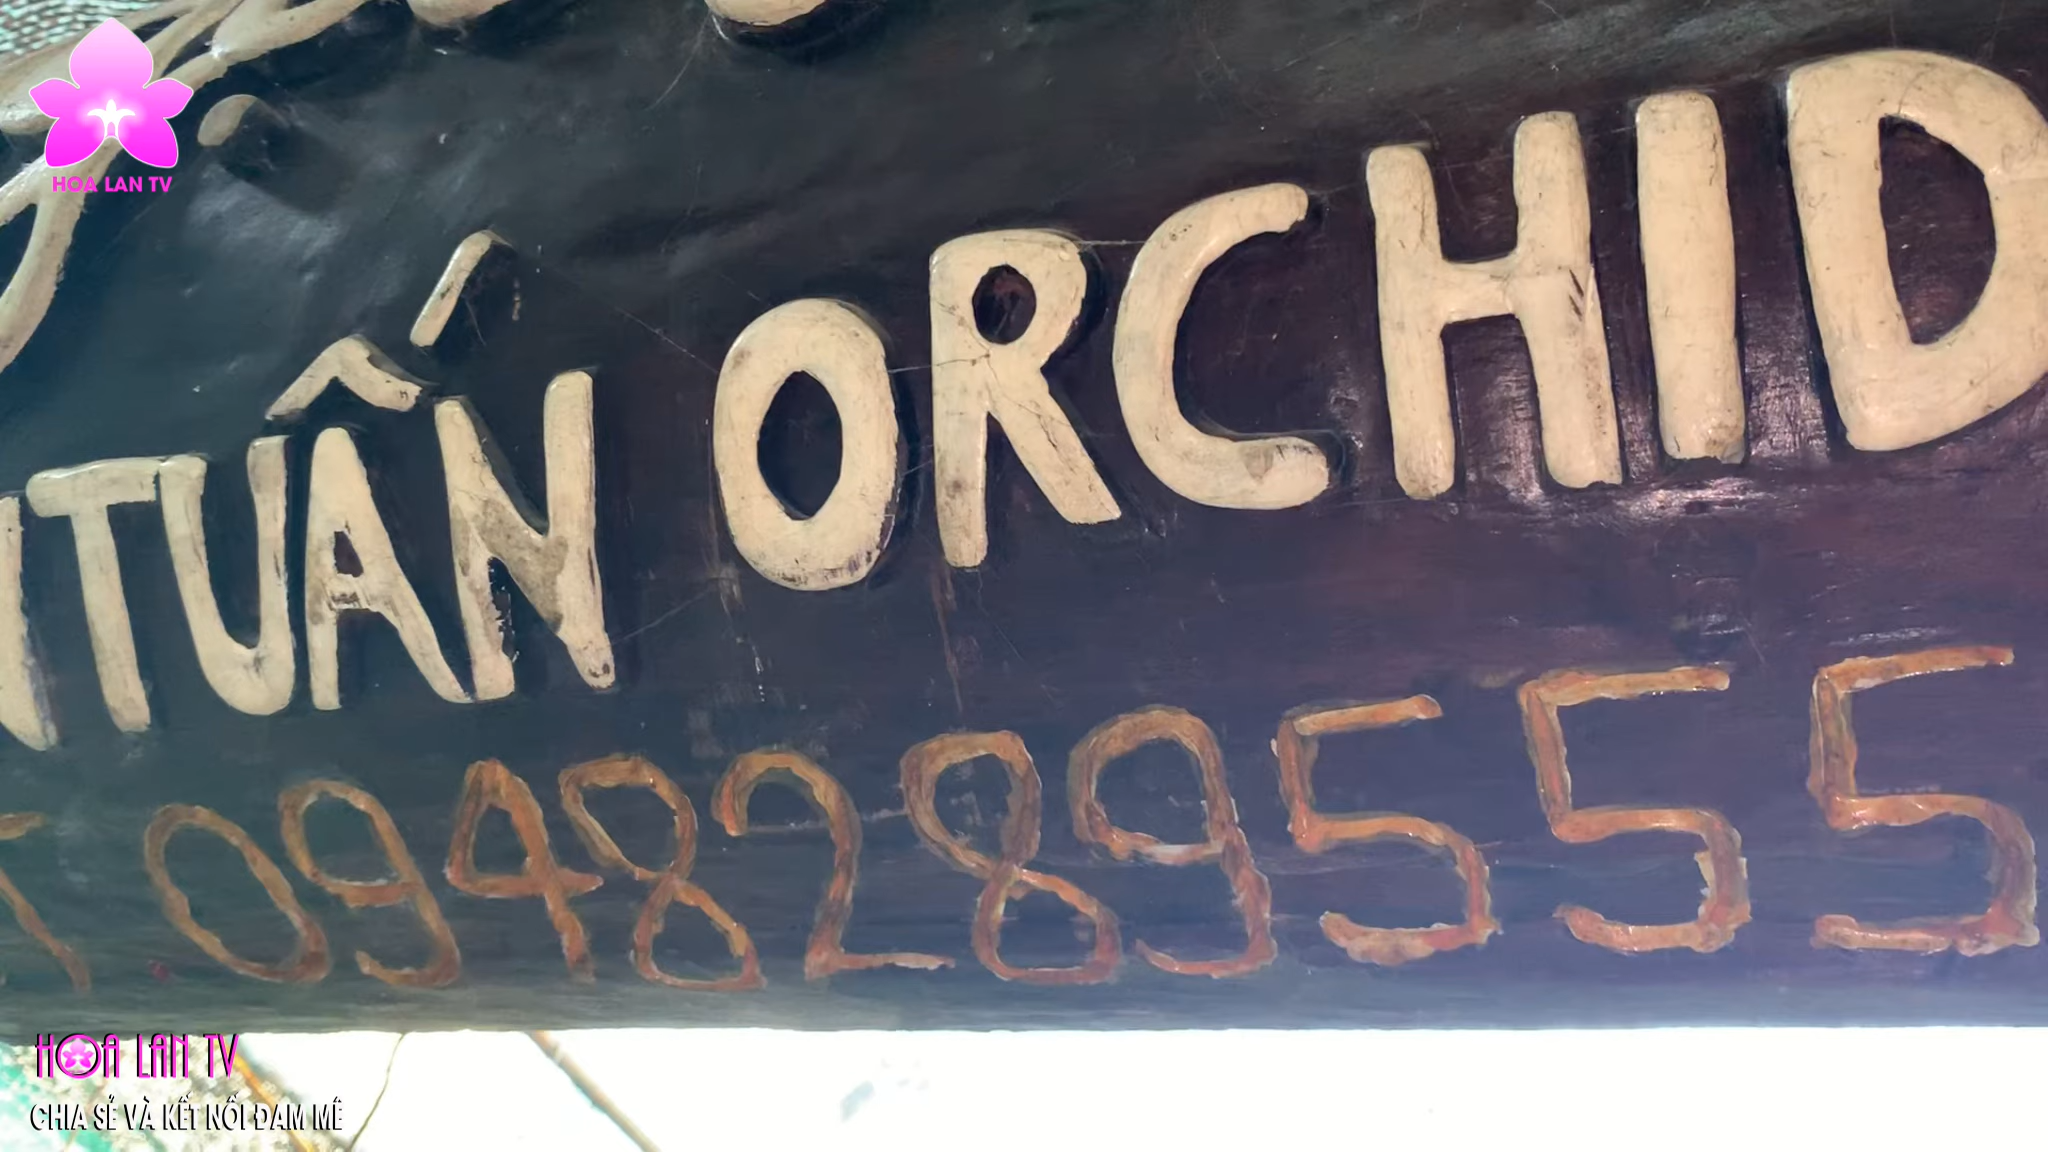 HOA LAN TV
TUẤN ORCHID
0948289555
HOA LAN TV
CHIA SẺ VÀ KẾT NỐI ĐAM MÊ